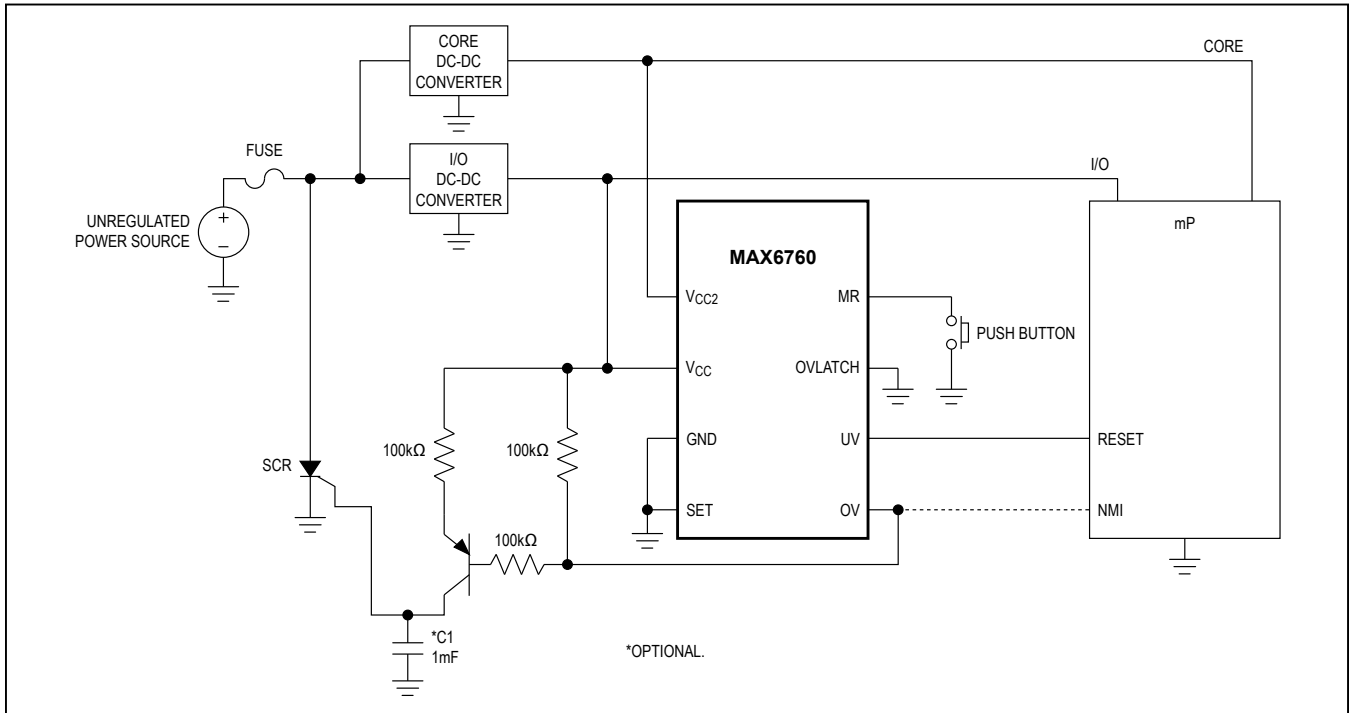 CORE
DC-DC
CONVERTER
CORE
FUSE
I/O
DC-DC
CONVERTER
I/O
UNREGULATED
POWER SOURCE
+
−
mP
MAX6760
VCC2
MR
PUSH BUTTON
VCC
OVLATCH
100kΩ
100kΩ
GND
UV
RESET
SCR
SET
OV
NMI
100kΩ
*C1
1mF
*OPTIONAL.